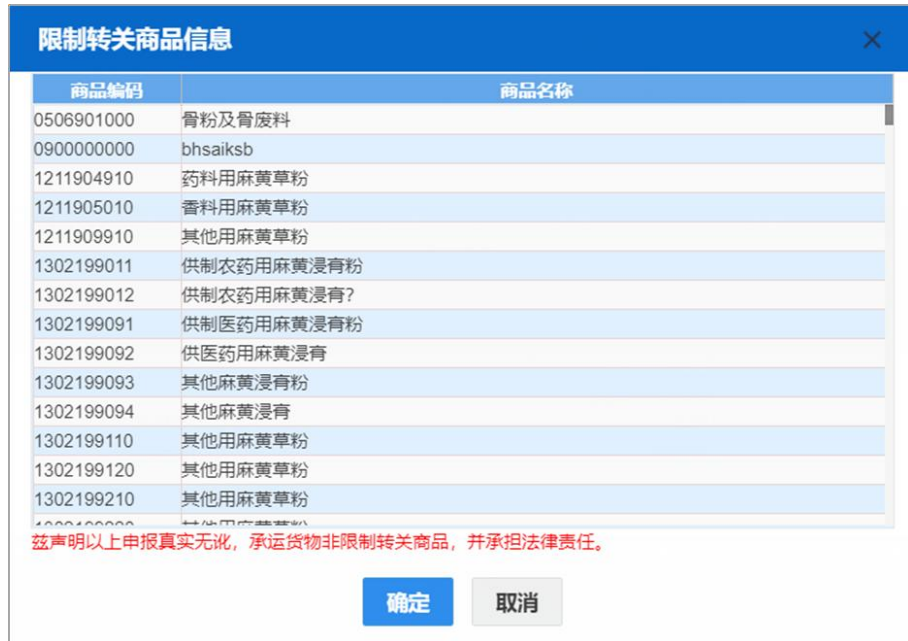 限制转关商品信息
商品编码 商品名称
0506901000 骨粉及骨废料
0900000000 bhsaiksb
1211904910 药料用麻黄草粉
1211905010 香料用麻黄草粉
1211909910 其他用麻黄草粉
1302199011 供制农药用麻黄浸膏粉
1302199012 供制农药用麻黄浸膏?
1302199091 供制医药用麻黄浸膏粉
1302199092 供医药用麻黄浸膏
1302199093 其他麻黄浸膏粉
1302199094 其他麻黄浸膏
1302199110 其他用麻黄草粉
1302199120 其他用麻黄草粉
1302199210 其他用麻黄草粉
兹声明以上申报真实无讹，承运货物非限制转关商品，并承担法律责任。
确定 取消